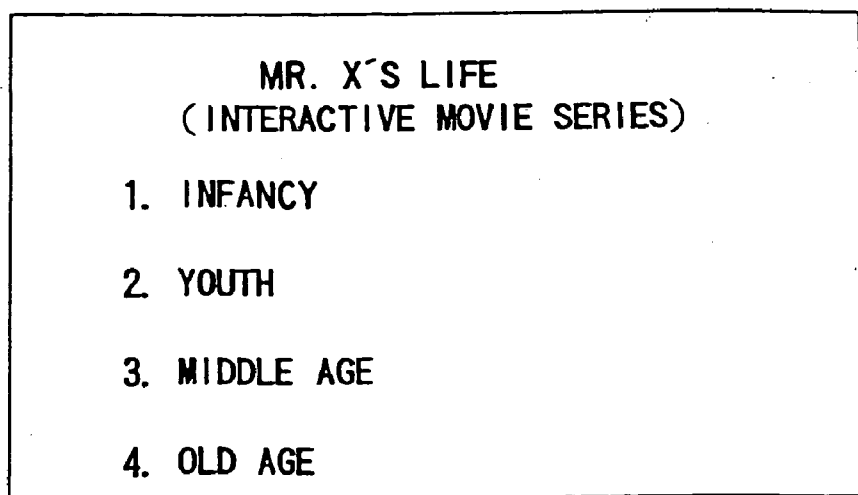 MR. X´S LIFE
(INTERACTIVE MOVIE SERIES)
1. INFANCY
2. YOUTH
3. MIDDLE AGE
4. OLD AGE